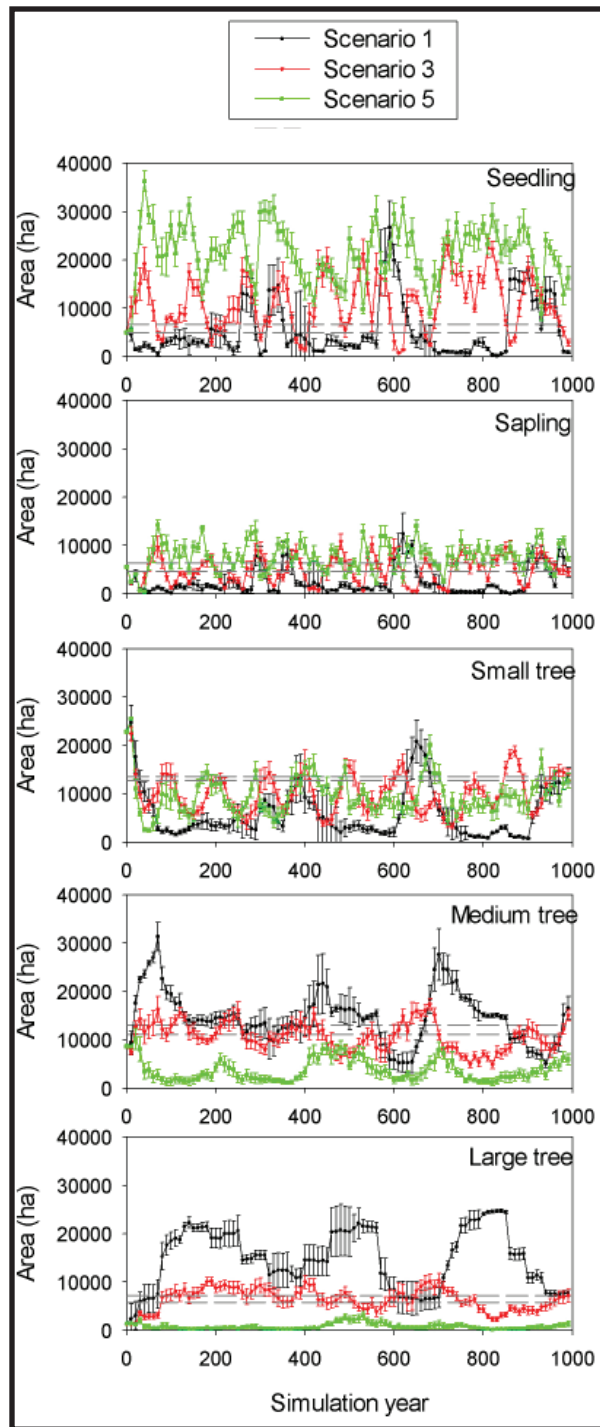 Scenario 1
Scenario 3
Scenario 5
Seedling
Area (ha)
40000
30000
20000
10000
0
0 200 400 600 800 1000
Sapling
Area (ha)
40000
30000
20000
10000
0
0 200 400 600 800 1000
Small tree
Area (ha)
40000
30000
20000
10000
0
0 200 400 600 800 1000
Medium tree
Area (ha)
40000
30000
20000
10000
0
0 200 400 600 800 1000
Large tree
Area (ha)
40000
30000
20000
10000
0
0 200 400 600 800 1000
Simulation year